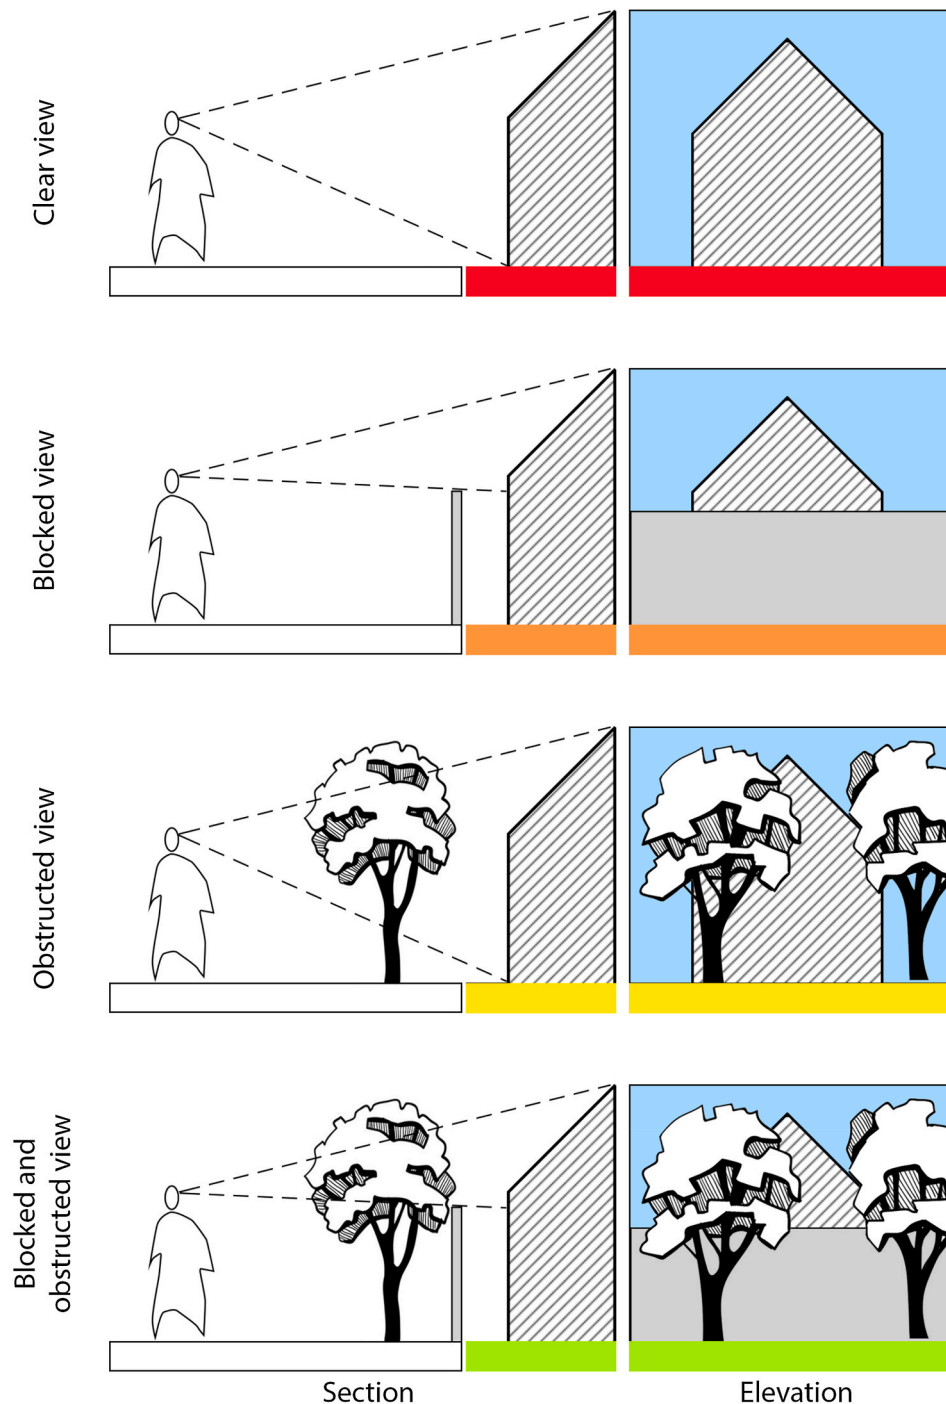 Clear view
Blocked view
Obstructed view
Blocked and
obstructed view
Section
Elevation